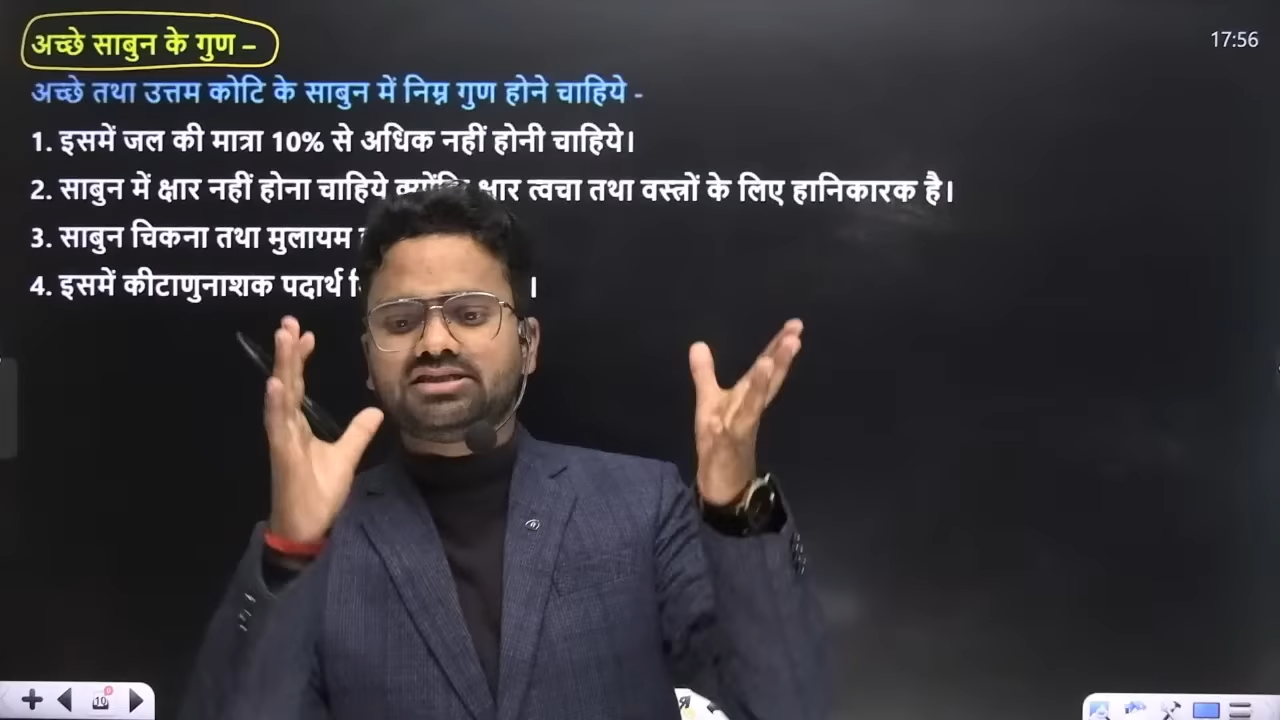 अच्छे साबुन के गुण –
17:56
अच्छे तथा उत्तम कोटि के साबुन में निम्न गुण होने चाहिये -
1. इसमें जल की मात्रा 10% से अधिक नहीं होनी चाहिये।
2. साबुन में क्षार नहीं होना चाहिये क्योंकि क्षार त्वचा तथा वस्त्रों के लिए हानिकारक है।
3. साबुन चिकना तथा मुलायम
4. इसमें कीटाणुनाशक पदार्थ ।
10